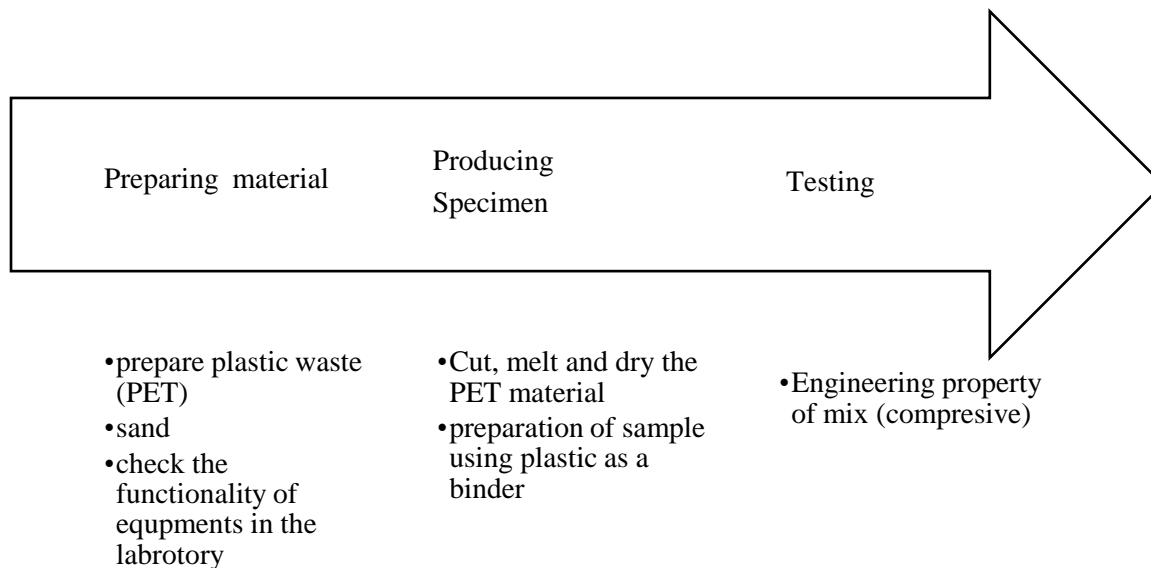 Preparing material
Producing
Specimen
Testing
•prepare plastic waste
(PET)
•sand
•check the
functionality of
equpments in the
labrotory
•Cut, melt and dry the
PET material
•preparation of sample
using plastic as a
binder
•Engineering property
of mix (compresive)